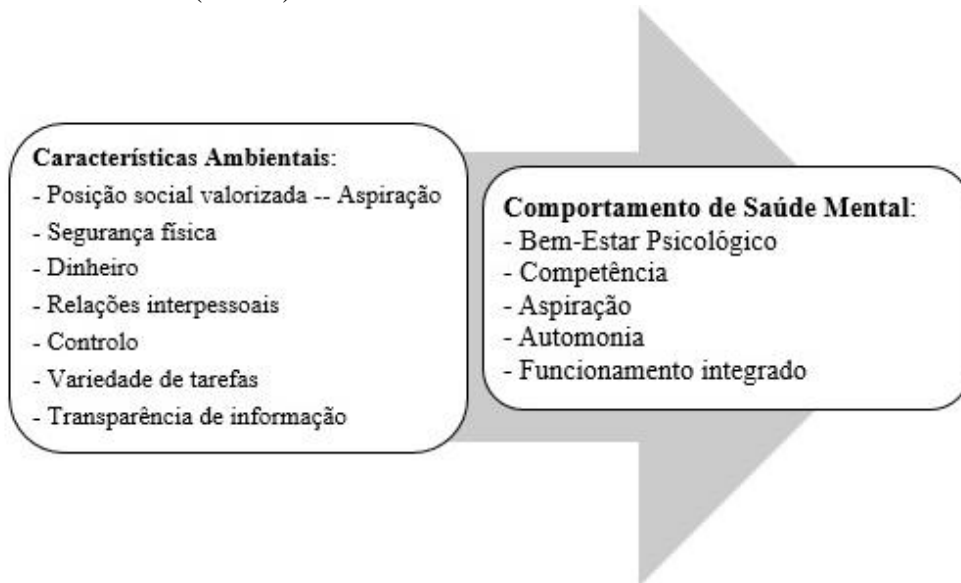 Características Ambientais:
- Posição social valorizada -- Aspiração
- Segurança física
- Dinheiro
- Relações interpessoais
- Controlo
- Variedade de tarefas
- Transparência de informação
Comportamento de Saúde Mental:
- Bem-Estar Psicológico
- Competência
- Aspiração
- Automonia
- Funcionamento integrado